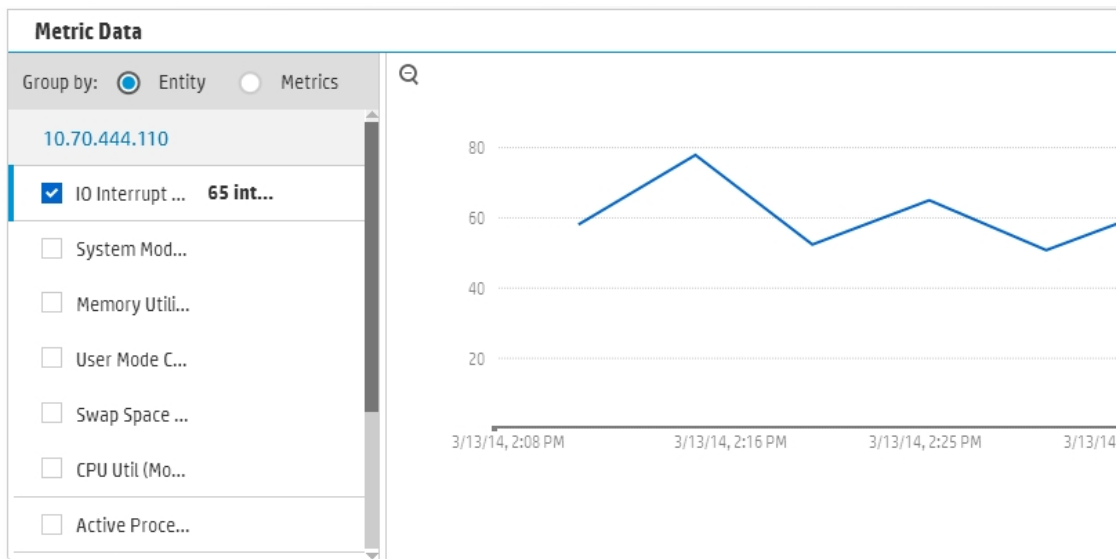 Metric Data
Group by: Entity Metrics
10.70.444.110
IO Interrupt ... 65 int...
System Mod...
Memory Utili...
User Mode C...
Swap Space ...
CPU Util (Mo...
Active Proce...
80
60
40
20
3/13/14, 2:08 PM 3/13/14, 2:16 PM 3/13/14, 2:25 PM 3/13/14